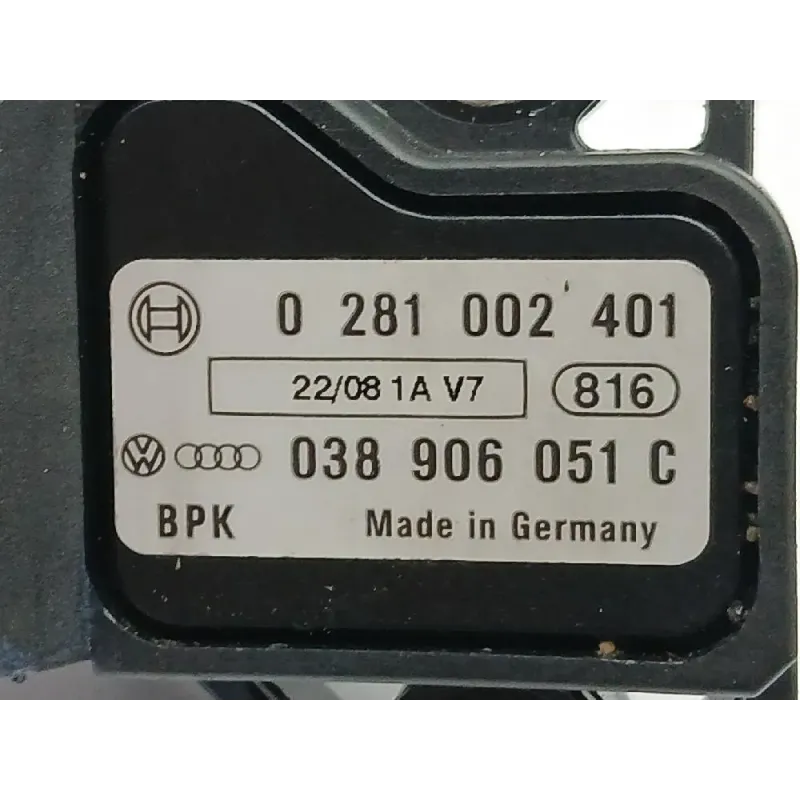 0 281 002 401
22/08 1A V7 816
038 906 051 C
BPK Made in Germany